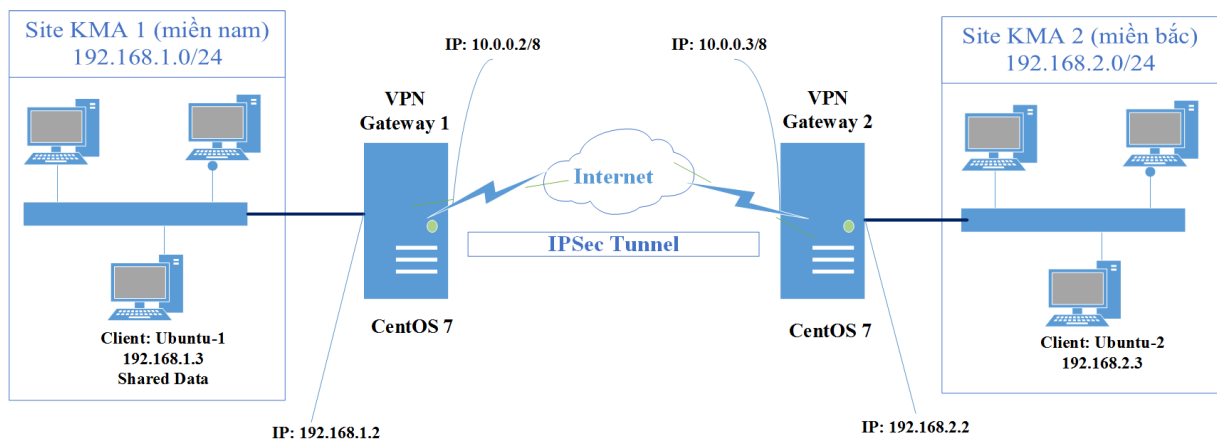 Site KMA 1 (miền nam)
192.168.1.0/24
Client: Ubuntu-1
192.168.1.3
Shared Data
IP: 192.168.1.2
VPN
Gateway 1
CentOS 7
IP: 10.0.0.2/8
Internet
IPSec Tunnel
IP: 10.0.0.3/8
VPN
Gateway 2
CentOS 7
IP: 192.168.2.2
Site KMA 2 (miền bắc)
192.168.2.0/24
Client: Ubuntu-2
192.168.2.3